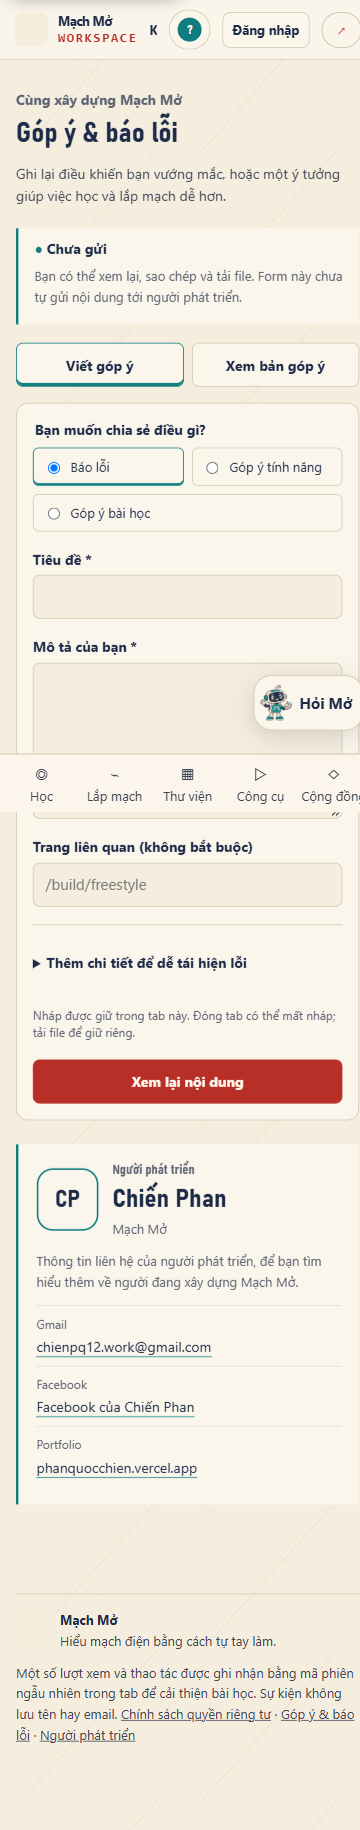 Mạch Mở
WORKSPACE
K
?
Đăng nhập
↗
Cùng xây dựng Mạch Mở
Góp ý & báo lỗi
Ghi lại điều khiến bạn vướng mắc, hoặc một ý tưởng
giúp việc học và lắp mạch dễ hơn.
● Chưa gửi
Bạn có thể xem lại, sao chép và tải file. Form này chưa
tự gửi nội dung tới người phát triển.
Viết góp ý
Xem bản góp ý
Bạn muốn chia sẻ điều gì?
Báo lỗi
Góp ý tính năng
Góp ý bài học
Tiêu đề *
Mô tả của bạn *
Hỏi Mở
Học
Lắp mạch
Thư viện
Công cụ
Cộng đồng
Trang liên quan (không bắt buộc)
/build/freestyle
▶ Thêm chi tiết để dễ tái hiện lỗi
Nháp được giữ trong tab này. Đóng tab có thể mất nháp;
tải file để giữ riêng.
Xem lại nội dung
CP
Người phát triển
Chiến Phan
Mạch Mở
Thông tin liên hệ của người phát triển, để bạn tìm
hiểu thêm về người đang xây dựng Mạch Mở.
Gmail
chienpq12.work@gmail.com
Facebook
Facebook của Chiến Phan
Portfolio
phanquocchien.vercel.app
Mạch Mở
Hiểu mạch điện bằng cách tự tay làm.
Một số lượt xem và thao tác được ghi nhận bằng mã phiên
ngẫu nhiên trong tab để cải thiện bài học. Sự kiện không
lưu tên hay email. Chính sách quyền riêng tư · Góp ý & báo
lỗi · Người phát triển